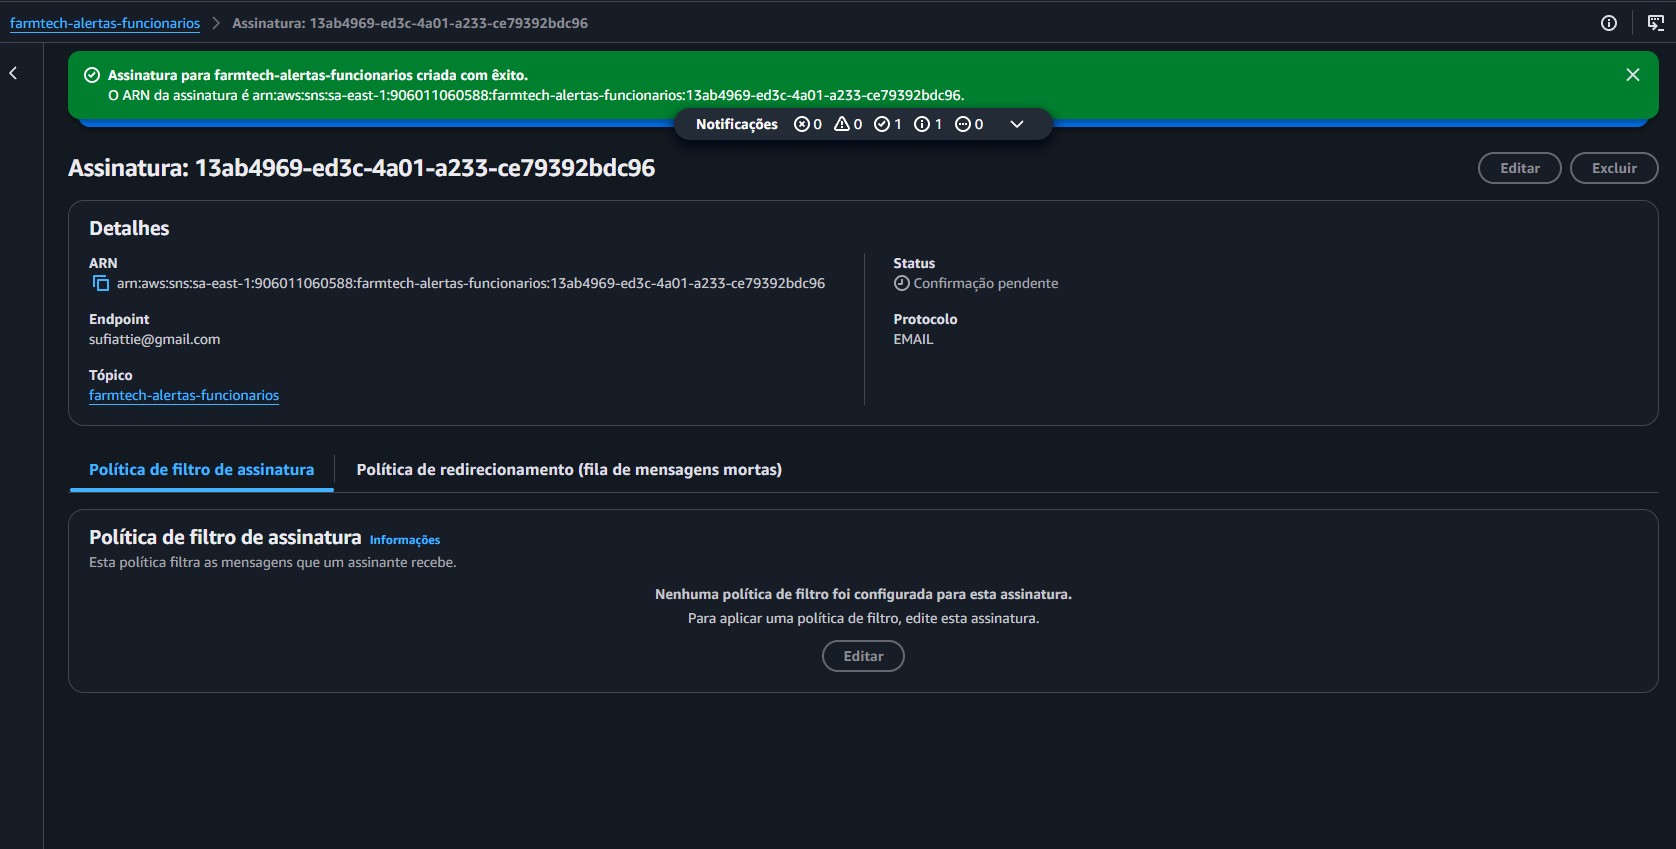 farmtech-alertas-funcionarios > Assinatura: 13ab4969-ed3c-4a01-a233-ce79392bdc96
Assinatura para farmtech-alertas-funcionarios criada com êxito.
O ARN da assinatura é arn:aws:sns:sa-east-1:906011060588:farmtech-alertas-funcionarios:13ab4969-ed3c-4a01-a233-ce79392bdc96.
Notificações 0 0 1 1 0
Assinatura: 13ab4969-ed3c-4a01-a233-ce79392bdc96
Editar
Excluir
Detalhes
ARN
arn:aws:sns:sa-east-1:906011060588:farmtech-alertas-funcionarios:13ab4969-ed3c-4a01-a233-ce79392bdc96
Endpoint
sufiattie@gmail.com
Tópico
farmtech-alertas-funcionarios
Status
Confirmação pendente
Protocolo
EMAIL
Política de filtro de assinatura
Política de redirecionamento (fila de mensagens mortas)
Política de filtro de assinatura Informações
Esta política filtra as mensagens que um assinante recebe.
Nenhuma política de filtro foi configurada para esta assinatura.
Para aplicar uma política de filtro, edite esta assinatura.
Editar